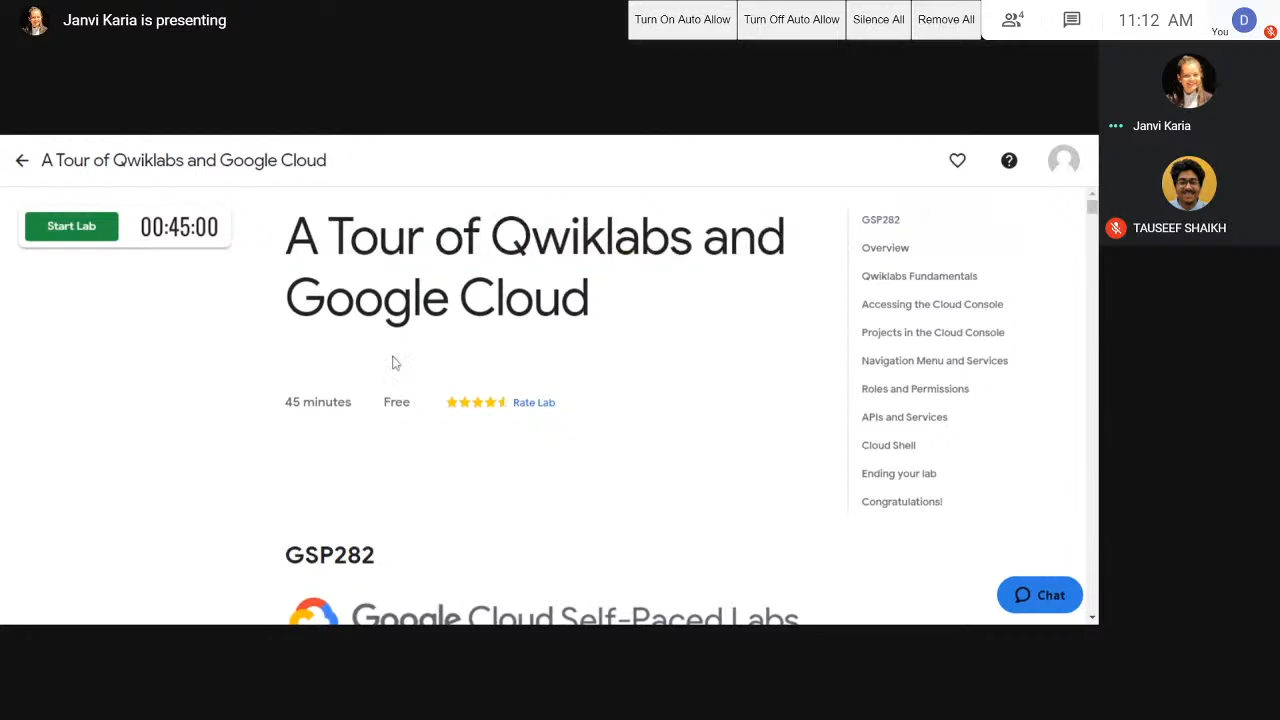 Janvi Karia is presenting
Turn On Auto Allow
Turn Off Auto Allow
Silence All
Remove All
4
11:12 AM
You
D
Janvi Karia
TAUSEEF SHAIKH
A Tour of Qwiklabs and Google Cloud
Start Lab
00:45:00
A Tour of Qwiklabs and
Google Cloud
45 minutes
Free
Rate Lab
GSP282
Overview
Qwiklabs Fundamentals
Accessing the Cloud Console
Projects in the Cloud Console
Navigation Menu and Services
Roles and Permissions
APIs and Services
Cloud Shell
Ending your lab
Congratulations!
GSP282
Google Cloud Self-Paced Labs
Chat